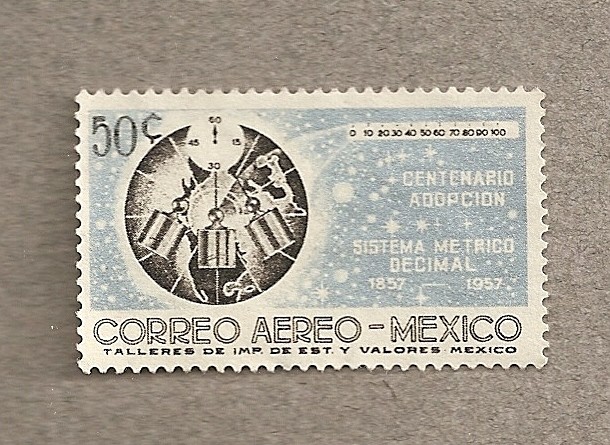 50¢
60
45 15
30
0 10 20 30 40 50 60 70 80 90 100
CENTENARIO
ADOPCION
SISTEMA METRICO
DECIMAL
1857 — 1957
CORREO AEREO - MEXICO
TALLERES DE IMP. DE EST. Y VALORES - MEXICO